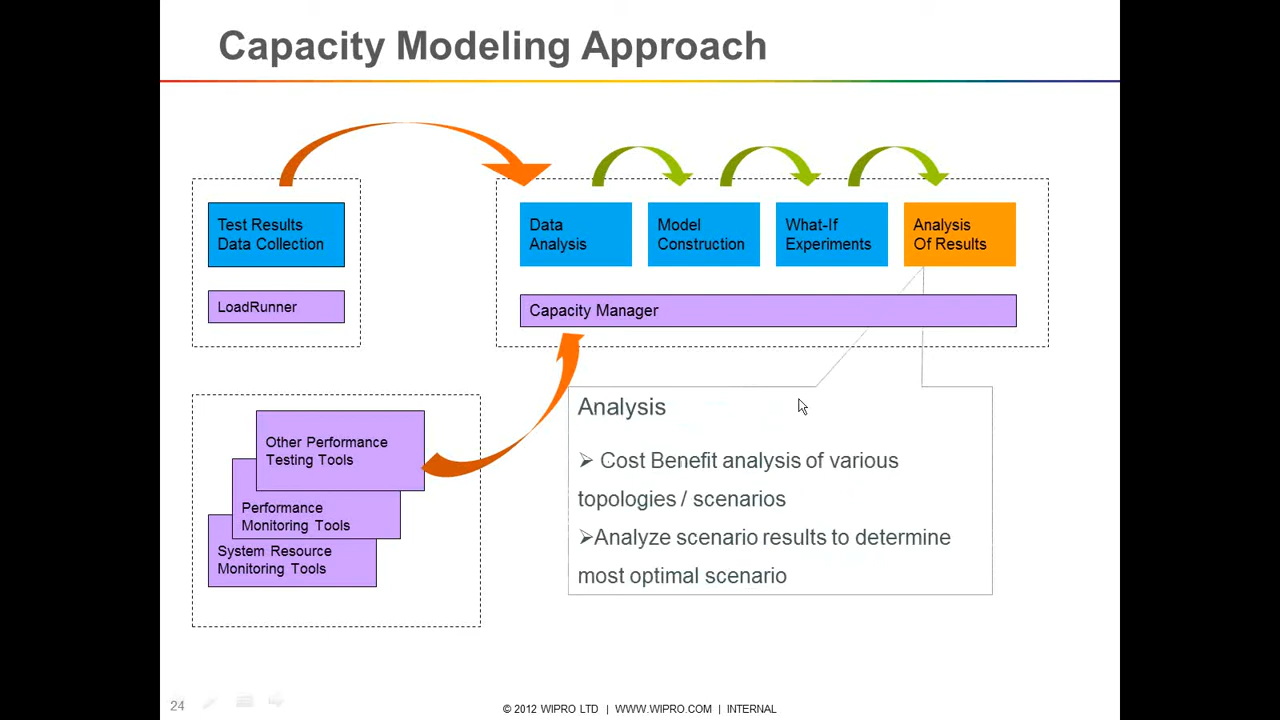 Capacity Modeling Approach
Test Results
Data Collection
LoadRunner
Data
Analysis
Model
Construction
What-If
Experiments
Analysis
Of Results
Capacity Manager
Other Performance
Testing Tools
Performance
Monitoring Tools
System Resource
Monitoring Tools
Analysis
➢ Cost Benefit analysis of various
topologies / scenarios
➢Analyze scenario results to determine
most optimal scenario
24
© 2012 WIPRO LTD | WWW.WIPRO.COM | INTERNAL